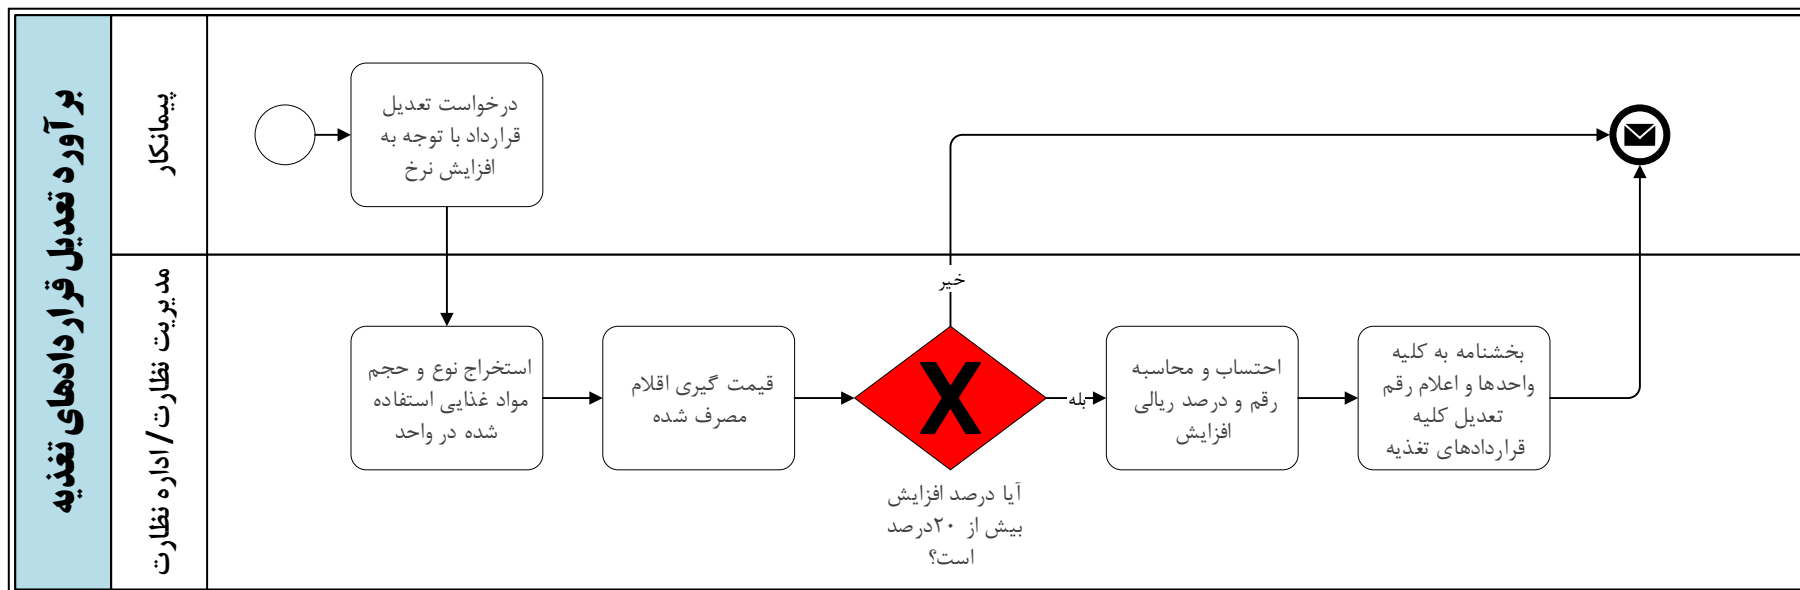 برآورد تعدیل قراردادهای تغذیه
پیمانکار
درخواست تعدیل
قرارداد با توجه به
افزایش نرخ
مدیریت نظارت/ اداره نظارت
استخراج نوع و حجم
مواد غذایی استفاده
شده در واحد
قیمت گیری اقلام
مصرف شده
خیر
X
آیا درصد افزایش
بیش از ۲۰درصد
است؟
بله
احتساب و محاسبه
رقم و درصد ریالی
افزایش
بخشنامه به کلیه
واحدها و اعلام رقم
تعدیل کلیه
قراردادهای تغذیه